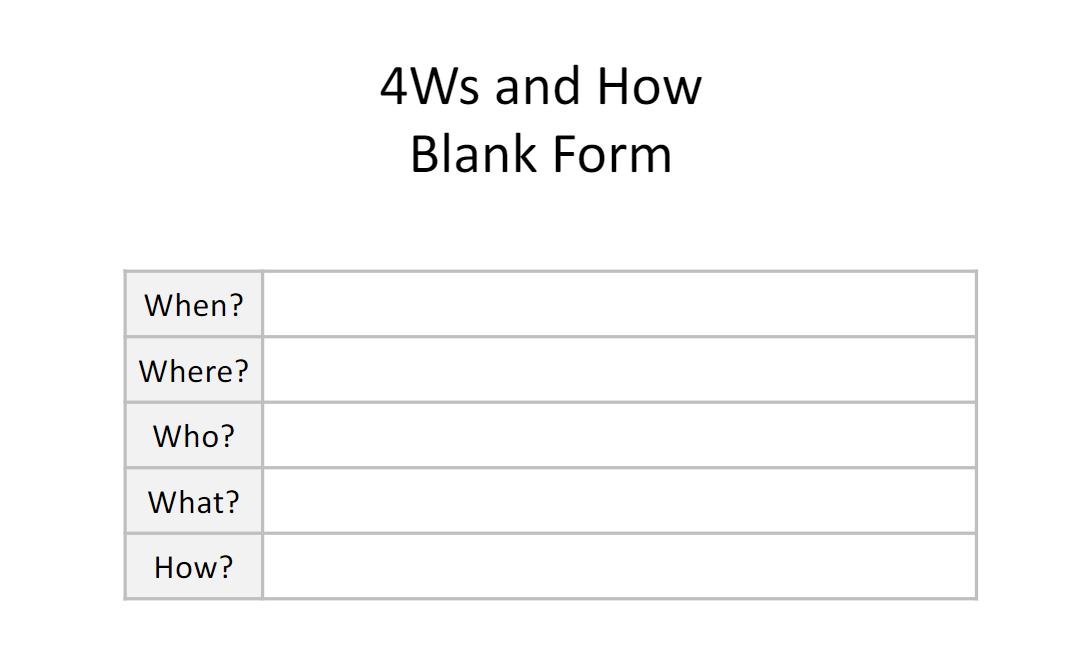 4Ws and How
Blank Form
When?
Where?
Who?
What?
How?